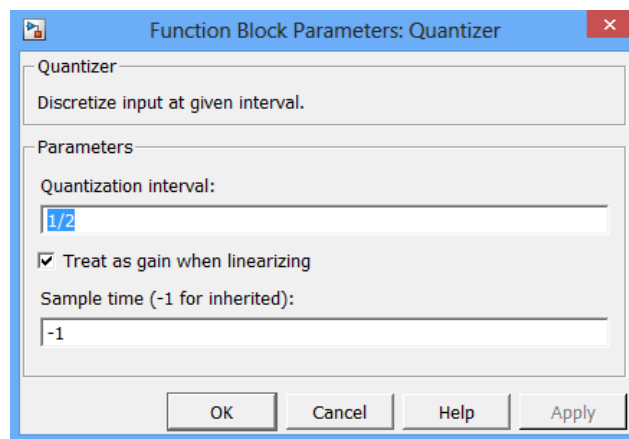 Function Block Parameters: Quantizer
Quantizer
Discretize input at given interval.
Parameters
Quantization interval:
1/2
Treat as gain when linearizing
Sample time (-1 for inherited):
-1
OK Cancel Help Apply